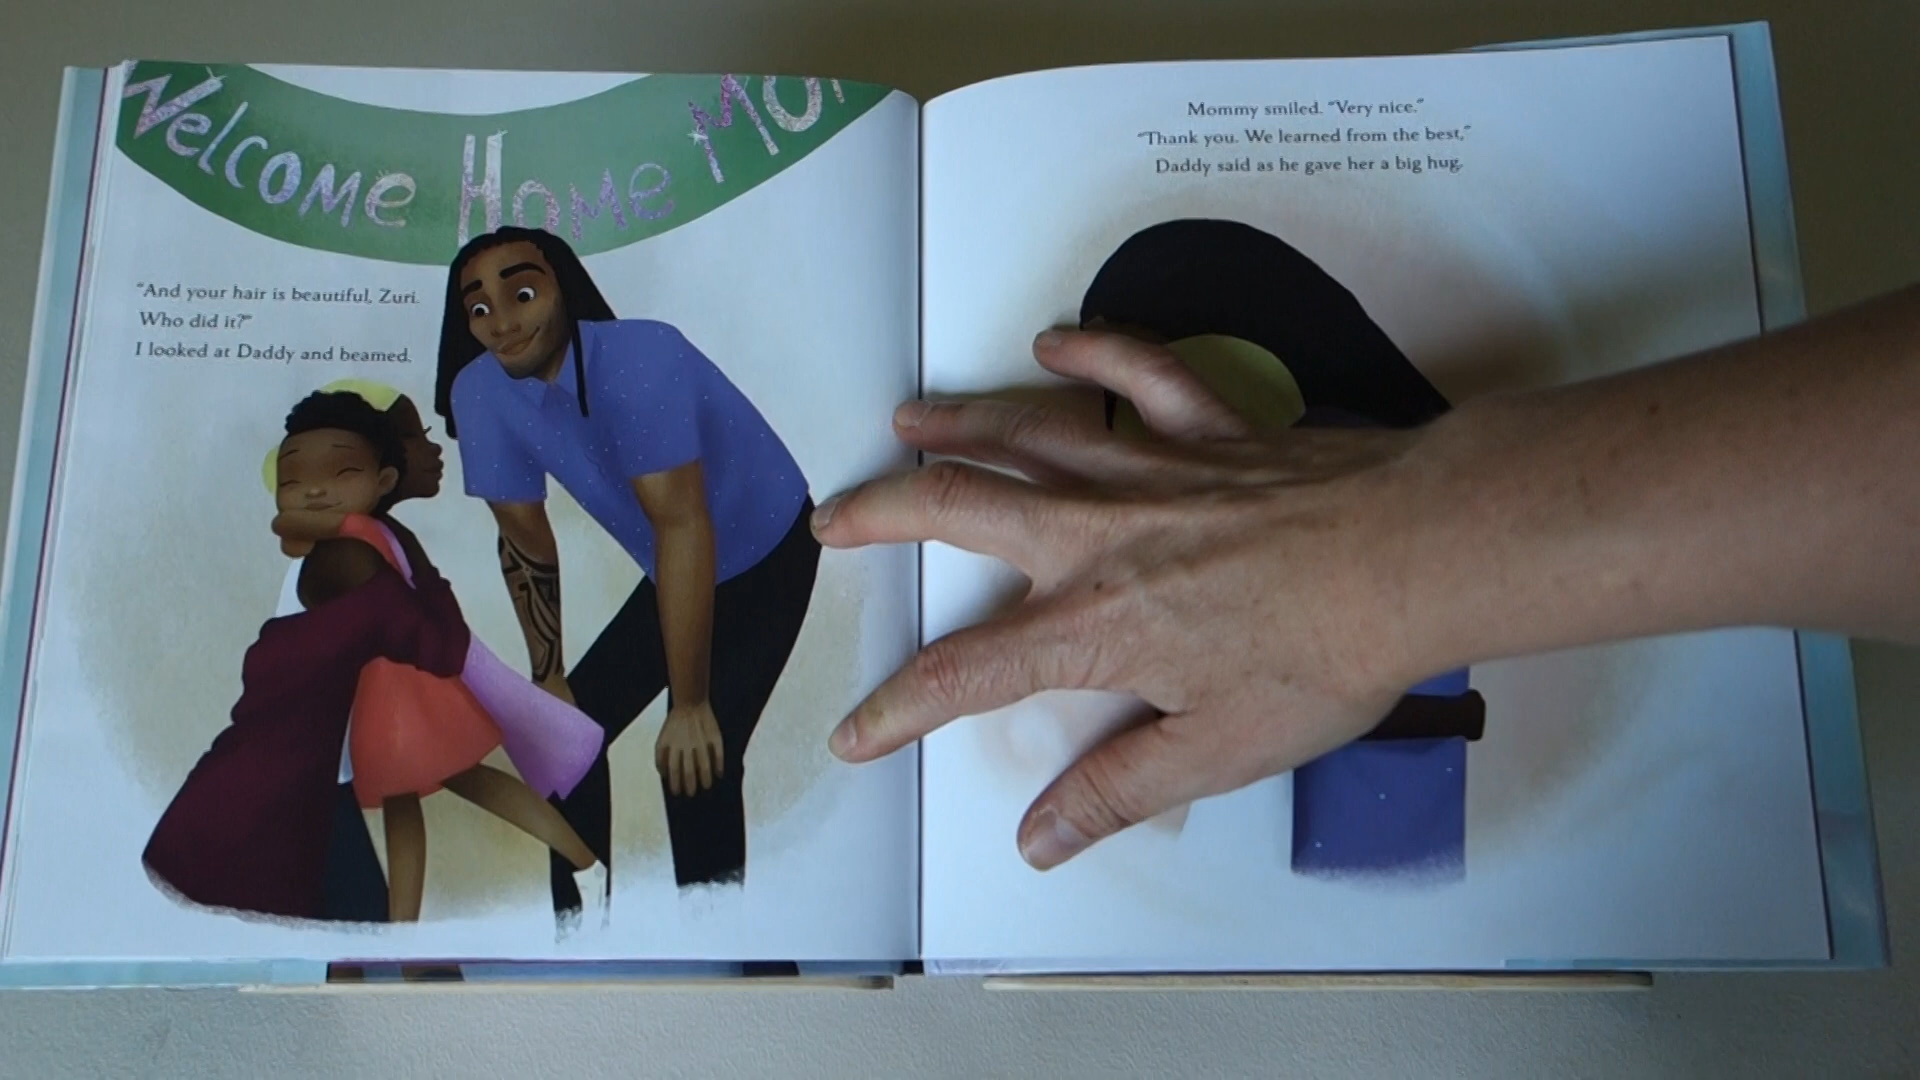 Welcome Home
"And your hair is beautiful, Zuri.
Who did it?"
I looked at Daddy and beamed.
Mommy smiled. "Very nice."
"Thank you. We learned from the best,"
Daddy said as he gave her a big hug.